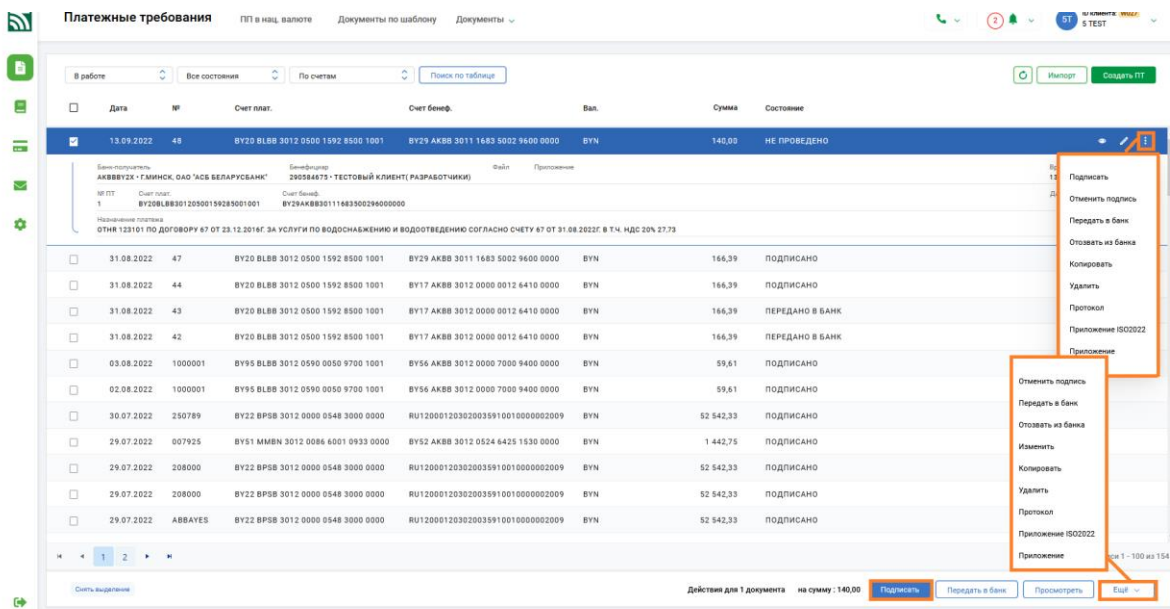 Платежные требования ПП в нац. валюте Документы по шаблону Документы 2 5T ID клиента: W027
S TEST
В работе Все состояния По счетам Поиск по таблице Импорт Создать ПТ
Дата № Счет плат. Счет бенеф. Вал. Сумма Состояние
13.09.2022 48 BY20 BLBB 3012 0500 1592 8500 1001 BY29 AKBB 3011 1683 5002 9600 0000 BYN 140,00 НЕ ПРОВЕДЕНО
Банк-получатель Бенефициар Файл Приложение
AKBBBY2X • Г.МИНСК, ОАО "АСБ БЕЛАРУСБАНК" 290584675 • ТЕСТОВЫЙ КЛИЕНТ( РАЗРАБОТЧИКИ)
№ ПТ Счет плат. Счет бенеф.
1 BY20BLBB30120500159285001001 BY29AKBB30111683500296000000
Назначение платежа
ОТНЯ 123101 ПО ДОГОВОРУ 67 ОТ 23.12.2016Г. ЗА УСЛУГИ ПО ВОДОСНАБЖЕНИЮ И ВОДООТВЕДЕНИЮ СОГЛАСНО СЧЕТУ 67 ОТ 31.08.2022Г. В Т.Ч. НДС 20% 27,73
Подписать
Отменить подпись
Передать в банк
Отозвать из банка
Копировать
Удалить
Протокол
Приложение ISO2022
Приложение
31.08.2022 47 BY20 BLBB 3012 0500 1592 8500 1001 BY29 AKBB 3011 1683 5002 9600 0000 BYN 166,39 ПОДПИСАНО
31.08.2022 44 BY20 BLBB 3012 0500 1592 8500 1001 BY17 AKBB 3012 0000 0012 6410 0000 BYN 166,39 ПОДПИСАНО
31.08.2022 43 BY20 BLBB 3012 0500 1592 8500 1001 BY17 AKBB 3012 0000 0012 6410 0000 BYN 166,39 ПЕРЕДАНО В БАНК
31.08.2022 42 BY20 BLBB 3012 0500 1592 8500 1001 BY17 AKBB 3012 0000 0012 6410 0000 BYN 166,39 ПЕРЕДАНО В БАНК
03.08.2022 1000001 BY95 BLBB 3012 0590 0050 9700 1001 BY56 AKBB 3012 0000 7000 9400 0000 BYN 59,61 ПОДПИСАНО
02.08.2022 1000001 BY95 BLBB 3012 0590 0050 9700 1001 BY56 AKBB 3012 0000 7000 9400 0000 BYN 59,61 ПОДПИСАНО
30.07.2022 250789 BY22 BPSB 3012 0000 0548 3000 0000 RU120001203020035910010000002009 BYN 52 542,33 ПОДПИСАНО
29.07.2022 007925 BY51 MMBN 3012 0086 6001 0933 0000 BY52 AKBB 3012 0524 6425 1530 0000 BYN 1 442,75 ПОДПИСАНО
29.07.2022 208000 BY22 BPSB 3012 0000 0548 3000 0000 RU120001203020035910010000002009 BYN 52 542,33 ПОДПИСАНО
29.07.2022 208000 BY22 BPSB 3012 0000 0548 3000 0000 RU120001203020035910010000002009 BYN 52 542,33 ПОДПИСАНО
29.07.2022 ABBAYES BY22 BPSB 3012 0000 0548 3000 0000 RU120001203020035910010000002009 BYN 52 542,33 ПОДПИСАНО
Отменить подпись
Передать в банк
Отозвать из банка
Изменить
Копировать
Удалить
Протокол
Приложение ISO2022
Приложение
1 2 1 - 100 из 154
Снять выделение Действия для 1 документа на сумму : 140,00 Подписать Передать в банк Просмотреть Ещё